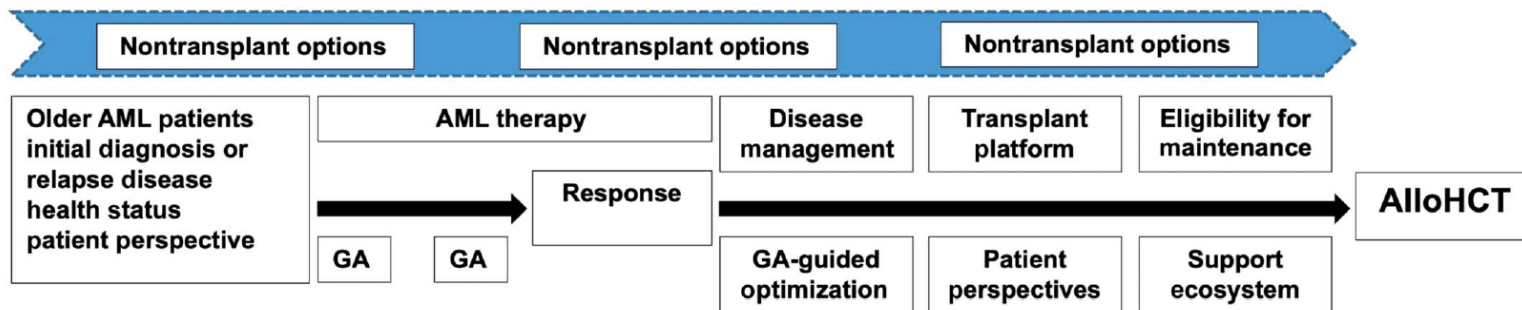 Nontransplant options
Nontransplant options
Nontransplant options
Older AML patients
initial diagnosis or
relapse disease
health status
patient perspective
AML therapy
Response
GA
GA
Disease
management
Transplant
platform
Eligibility for
maintenance
GA-guided
optimization
Patient
perspectives
Support
ecosystem
AlloHCT